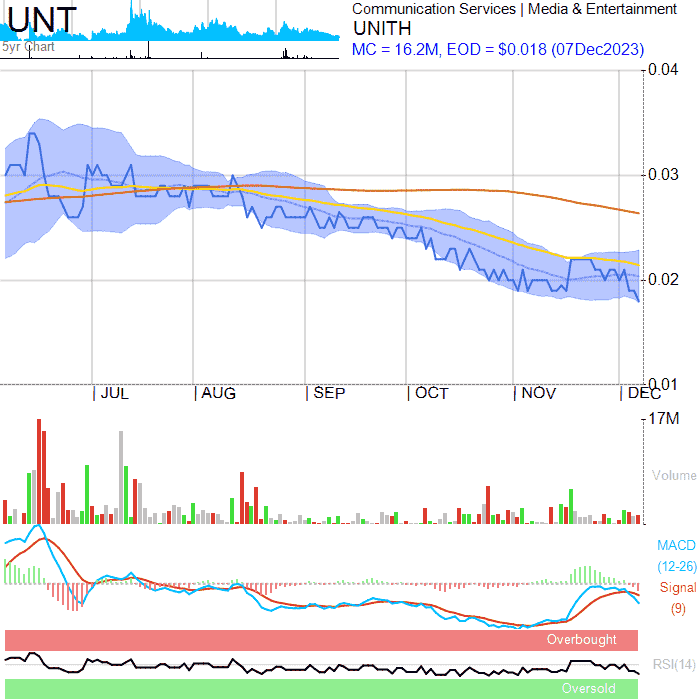 UNT
5yr Chart
Communication Services | Media & Entertainment
UNITH
MC = 16.2M, EOD = $0.018 (07Dec2023)
0.04
0.03
0.02
0.01
JUL AUG SEP OCT NOV DEC
17M
Volume
MACD
(12-26)
Signal
(9)
Overbought
RSI(14)
Oversold